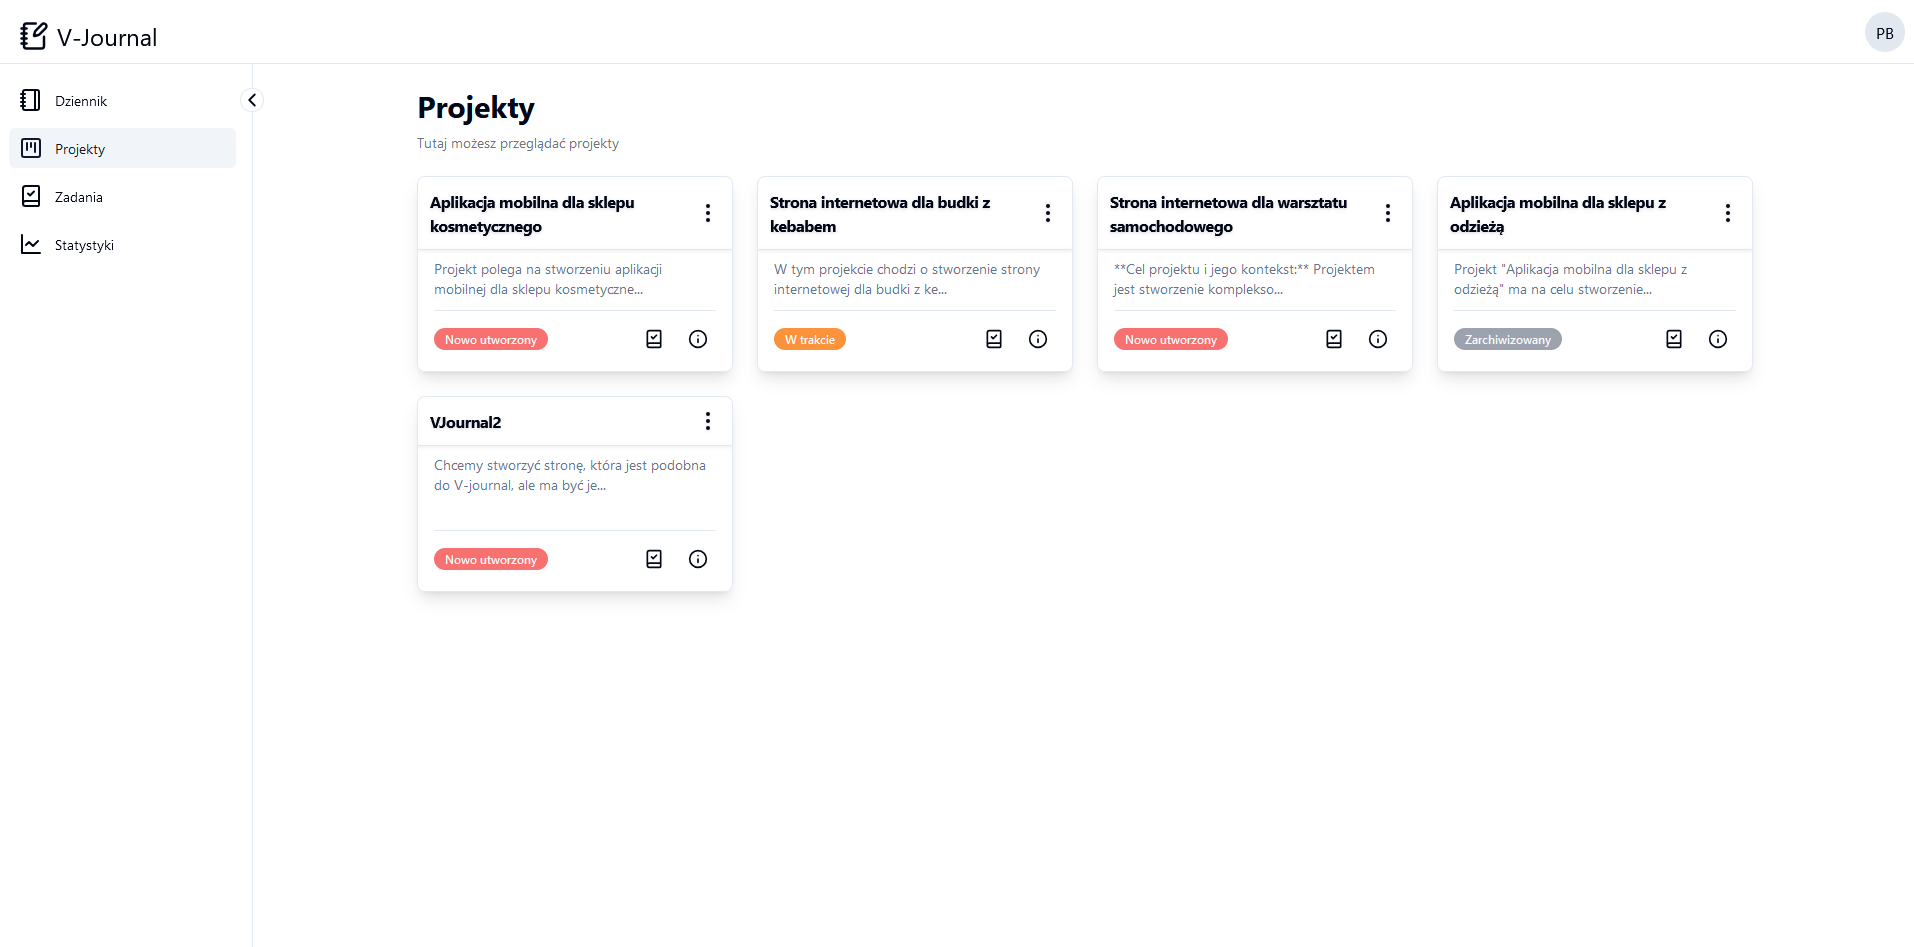 V-Journal
PB
Dziennik
Projekty
Zadania
Statystyki
Projekty
Tutaj możesz przeglądać projekty
Aplikacja mobilna dla sklepu
kosmetycznego
Projekt polega na stworzeniu aplikacji
mobilnej dla sklepu kosmetyczne...
Nowo utworzony
Strona internetowa dla budki z
kebabem
W tym projekcie chodzi o stworzenie strony
internetowej dla budki z ke...
W trakcie
Strona internetowa dla warsztatu
samochodowego
**Cel projektu i jego kontekst:** Projektem
jest stworzenie komplekso...
Nowo utworzony
Aplikacja mobilna dla sklepu z
odzieżą
Projekt "Aplikacja mobilna dla sklepu z
odzieżą" ma na celu stworzenie...
Zarchiwizowany
VJournal2
Chcemy stworzyć stronę, która jest podobna
do V-journal, ale ma być je...
Nowo utworzony